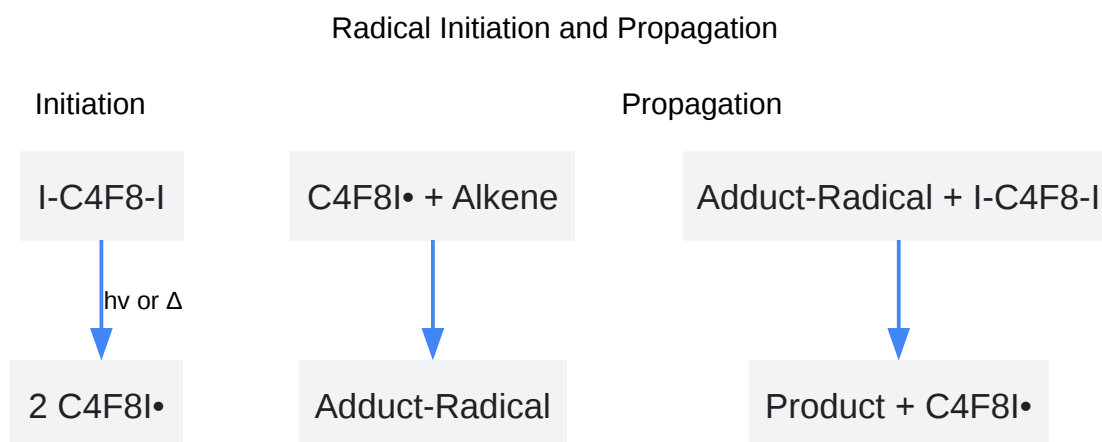 Radical Initiation and Propagation
Initiation
Propagation
I-C4F8-I
C4F8I• + Alkene
Adduct-Radical + I-C4F8-I
hv or Δ
2 C4F8I•
Adduct-Radical
Product + C4F8I•